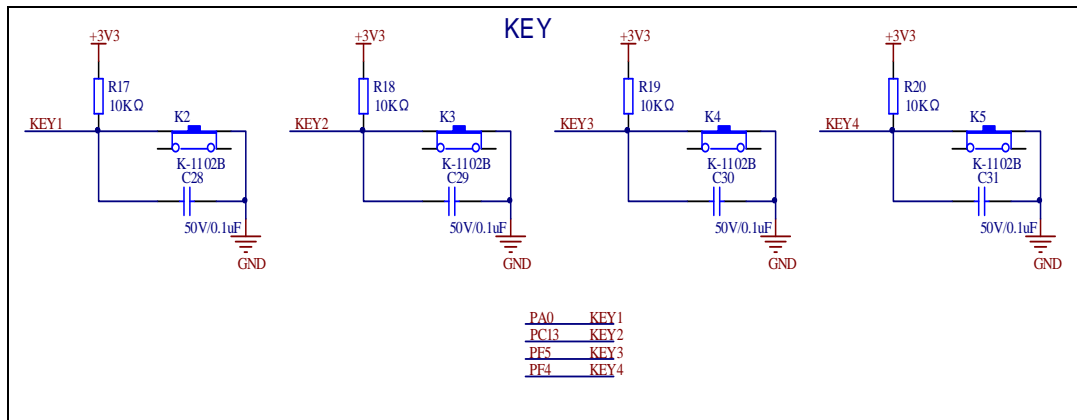 KEY
+3V3
R17
10KΩ
KEY1
K2
K-1102B
C28
50V/0.1uF
GND
+3V3
R18
10KΩ
KEY2
K3
K-1102B
C29
50V/0.1uF
GND
+3V3
R19
10KΩ
KEY3
K4
K-1102B
C30
50V/0.1uF
GND
+3V3
R20
10KΩ
KEY4
K5
K-1102B
C31
50V/0.1uF
GND
PA0 KEY1
PC13 KEY2
PF5 KEY3
PF4 KEY4